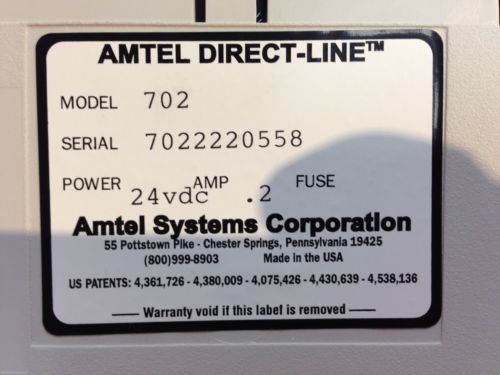 AMTEL DIRECT-LINE™
MODEL 702
SERIAL 7022220558
POWER 24vdc AMP .2 FUSE
Amtel Systems Corporation
55 Pottstown Pike - Chester Springs, Pennsylvania 19425
(800)999-8903 Made in the USA
US PATENTS: 4,361,726 - 4,380,009 - 4,075,426 - 4,430,639 - 4,538,136
Warranty void if this label is removed